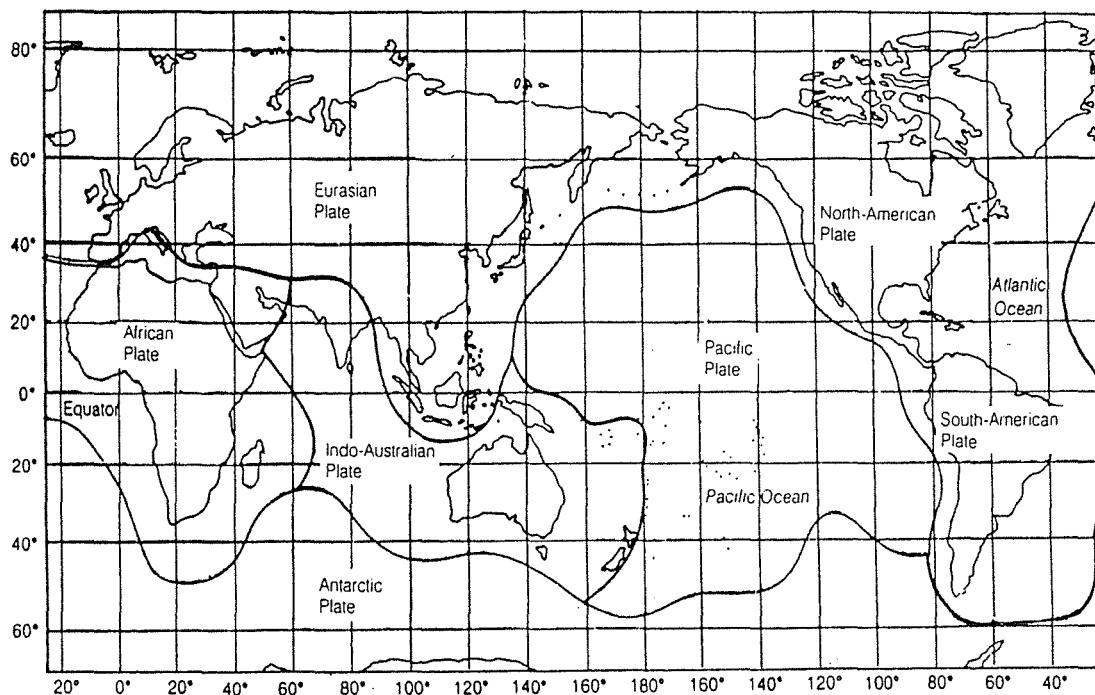 80°
60°
40°
20°
0°
20°
40°
60°
Eurasian
Plate
North-American
Plate
Atlantic
Ocean
African
Plate
Pacific
Plate
Equator
South-American
Plate
Indo-Australian
Plate
Pacific Ocean
Antarctic
Plate
20° 0° 20° 40° 60° 80° 100° 120° 140° 160° 180° 160° 140° 120° 100° 80° 60° 40°